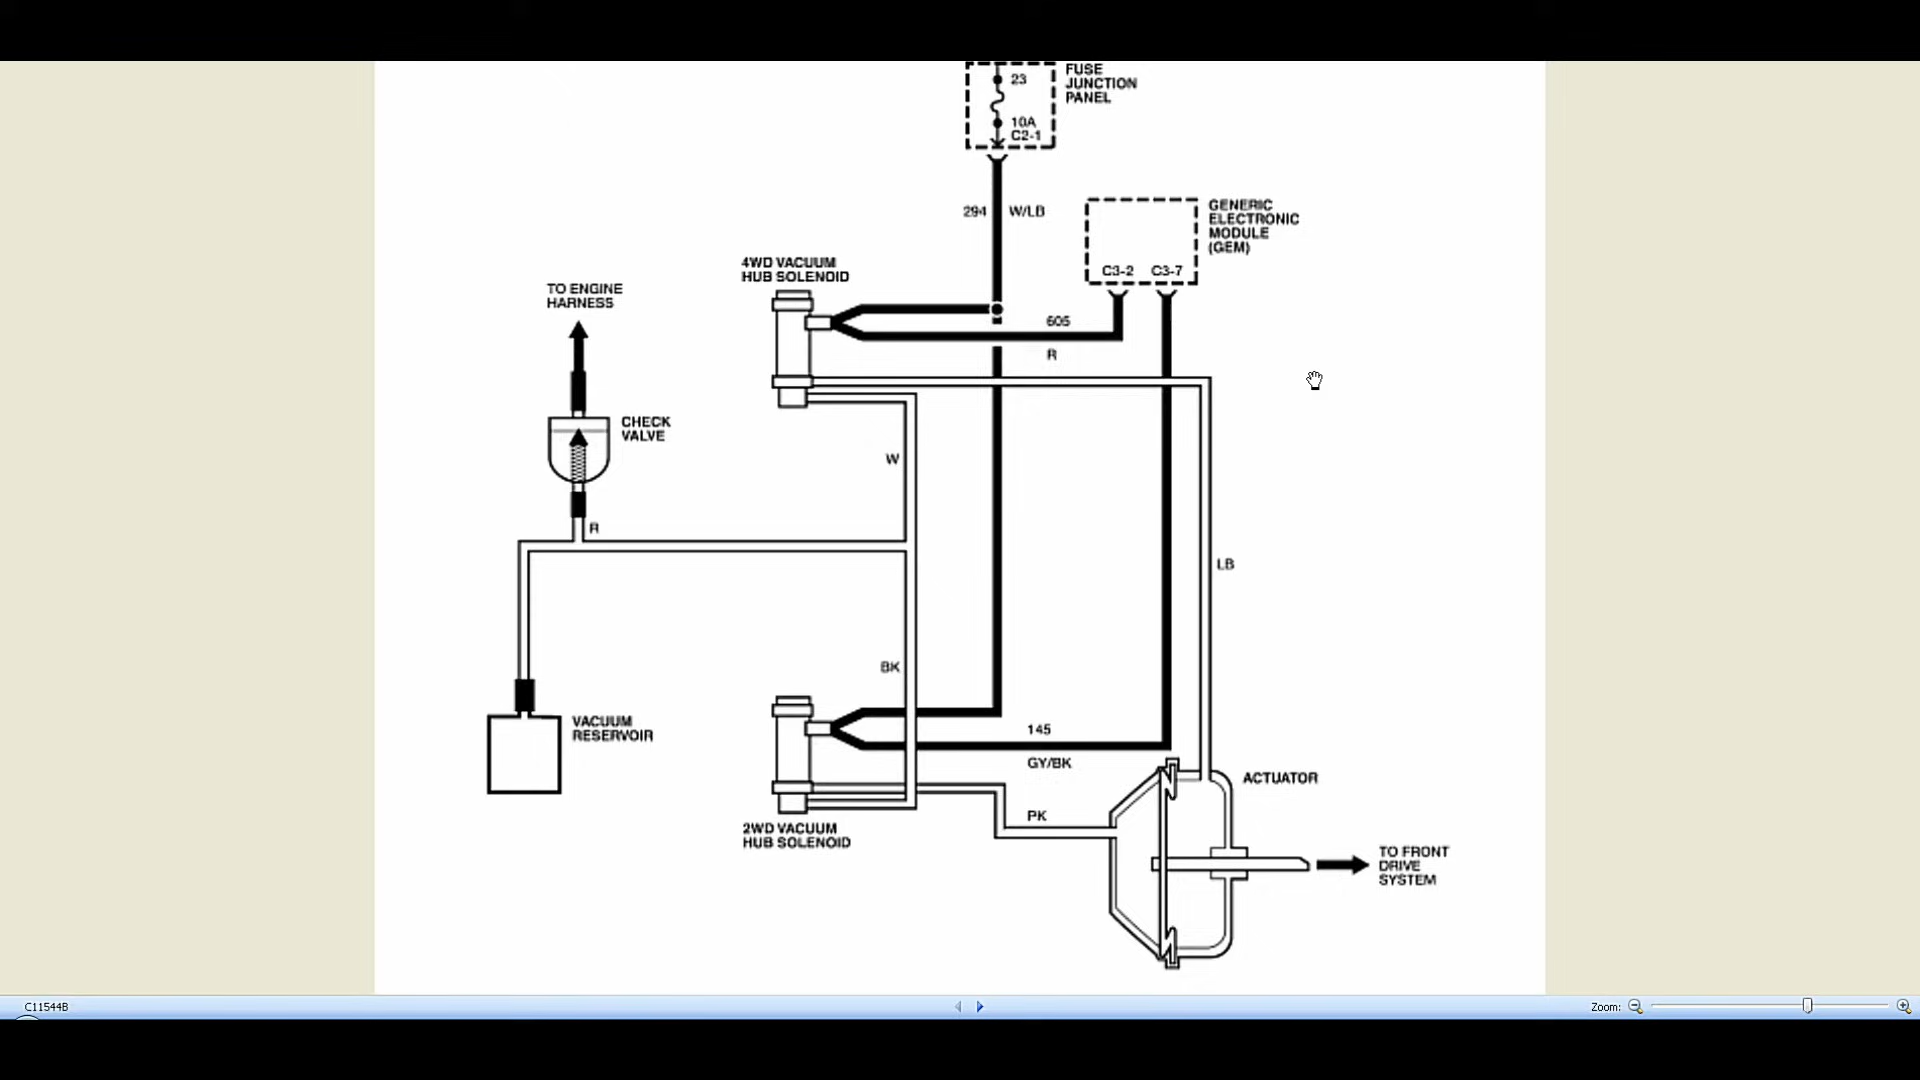 FUSE
JUNCTION
PANEL
23
10A
C2-1
294
W/LB
GENERIC
ELECTRONIC
MODULE
(GEM)
C3-2
C3-7
4WD VACUUM
HUB SOLENOID
TO ENGINE
HARNESS
605
R
CHECK
VALVE
W
R
LB
BK
VACUUM
RESERVOIR
145
GY/BK
ACTUATOR
PK
2WD VACUUM
HUB SOLENOID
TO FRONT
DRIVE
SYSTEM
C11544B
Zoom: